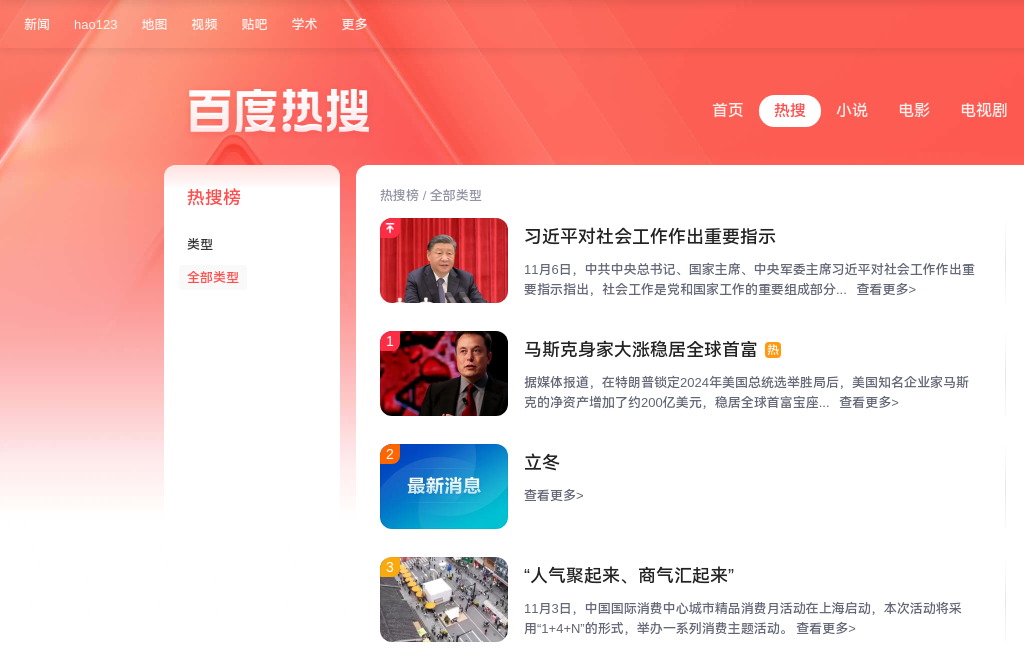 新闻 hao123 地图 视频 贴吧 学术 更多
百度热搜
首页 热搜 小说 电影 电视剧
热搜榜
类型
全部类型
热搜榜 / 全部类型
习近平对社会工作作出重要指示
11月6日，中共中央总书记、国家主席、中央军委主席习近平对社会工作作出重
要指示指出，社会工作是党和国家工作的重要组成部分... 查看更多>
1
马斯克身家大涨稳居全球首富 热
据媒体报道，在特朗普锁定2024年美国总统选举胜局后，美国知名企业家马斯
克的净资产增加了约200亿美元，稳居全球首富宝座... 查看更多>
2
最新消息
立冬
查看更多>
3
“人气聚起来、商气汇起来”
11月3日，中国国际消费中心城市精品消费月活动在上海启动，本次活动将采
用“1+4+N”的形式，举办一系列消费主题活动。 查看更多>